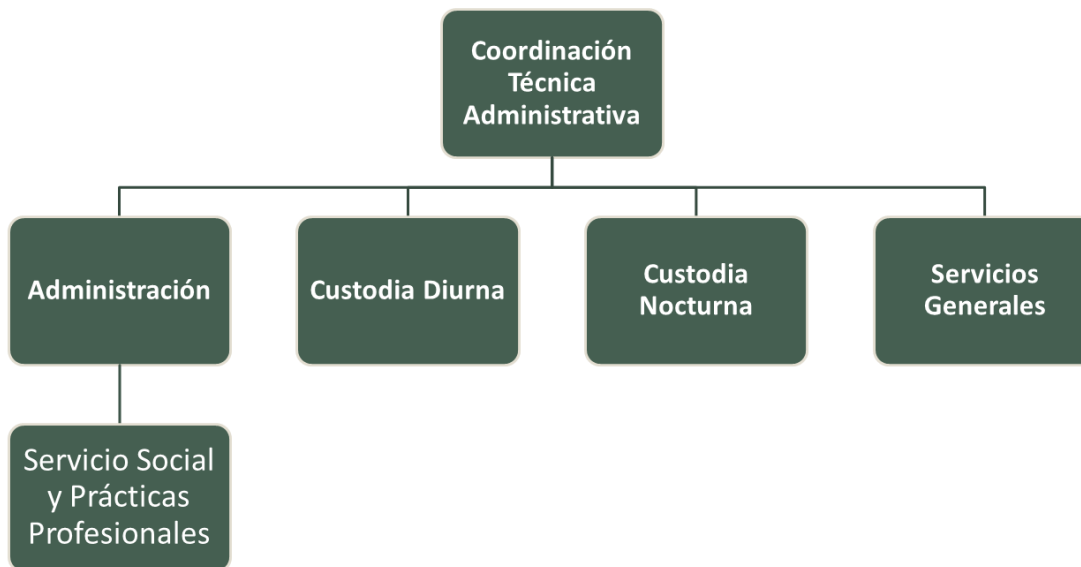 Coordinación
Técnica
Administrativa
Administración
Custodia Diurna
Custodia
Nocturna
Servicios
Generales
Servicio Social
y Prácticas
Profesionales